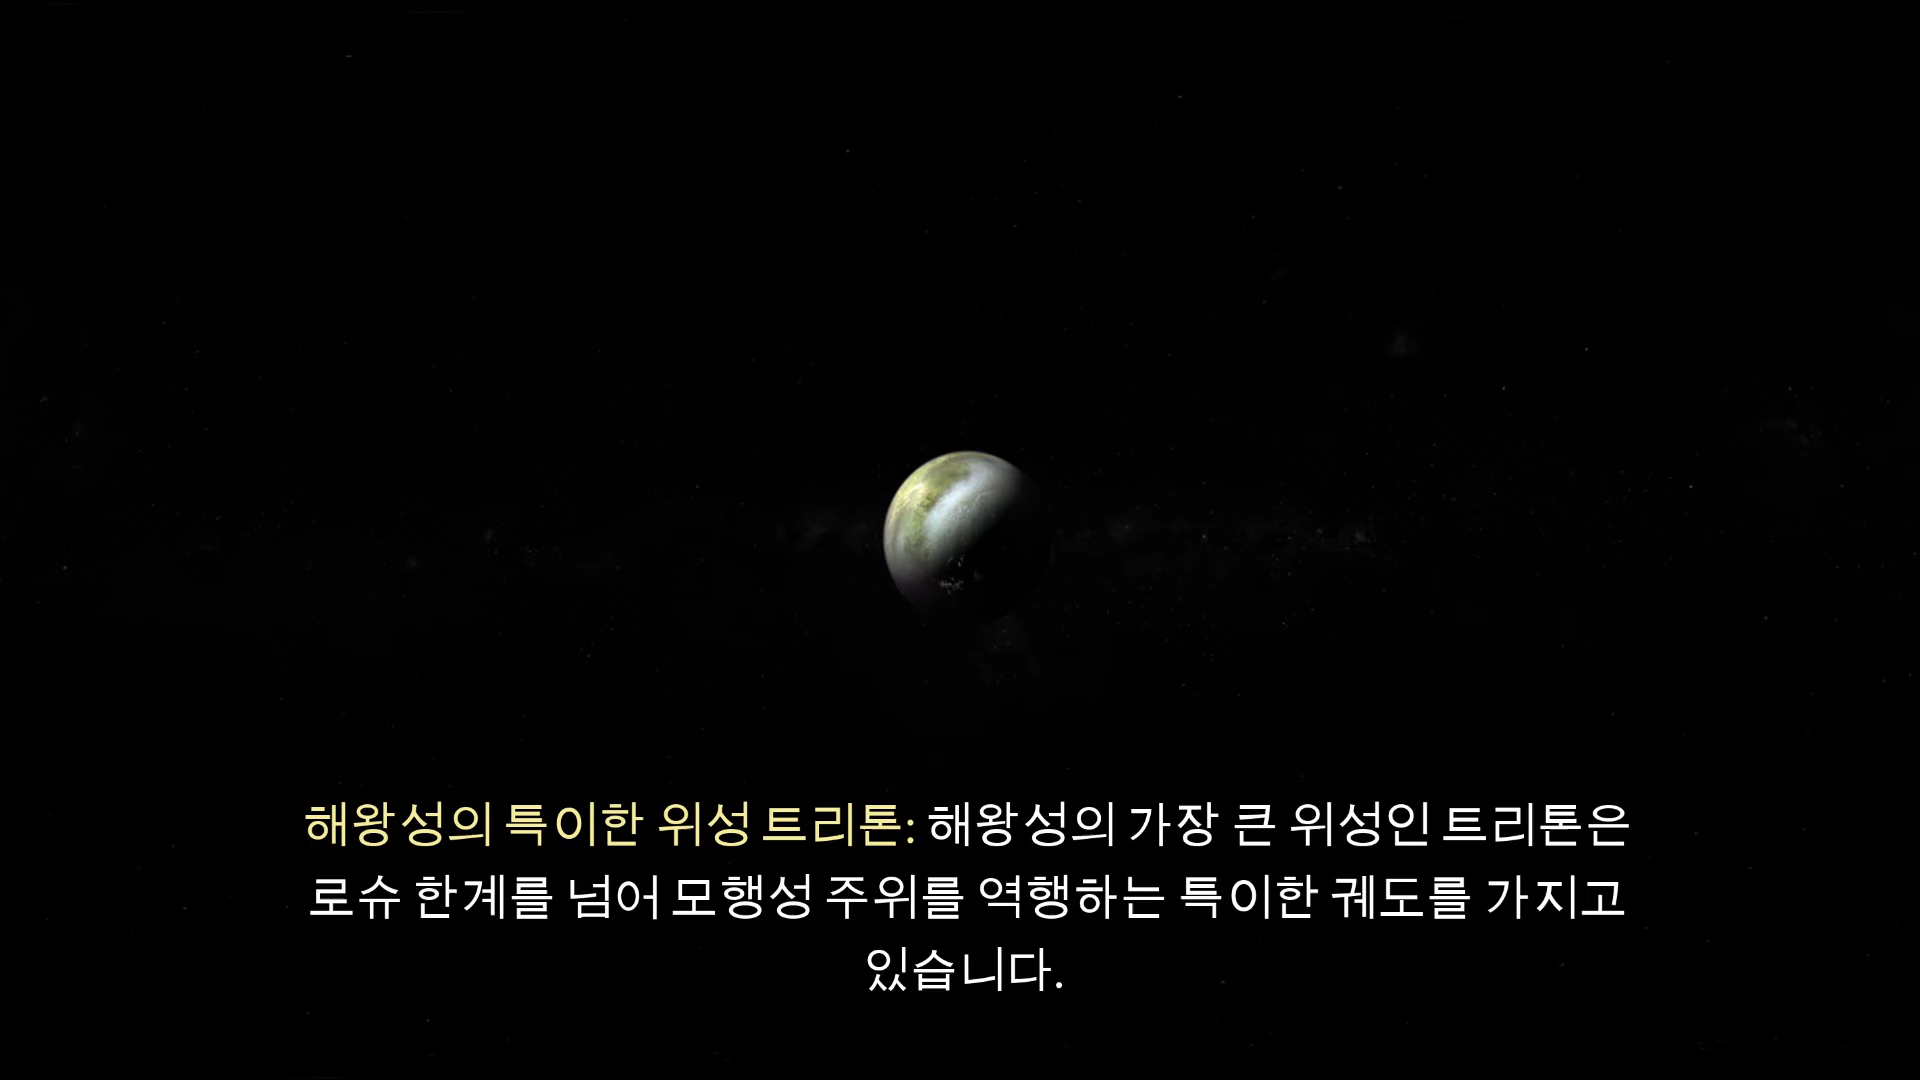 해왕성의 특이한 위성 트리톤: 해왕성의 가장 큰 위성인 트리톤은
로슈 한계를 넘어 모행성 주위를 역행하는 특이한 궤도를 가지고
있습니다.